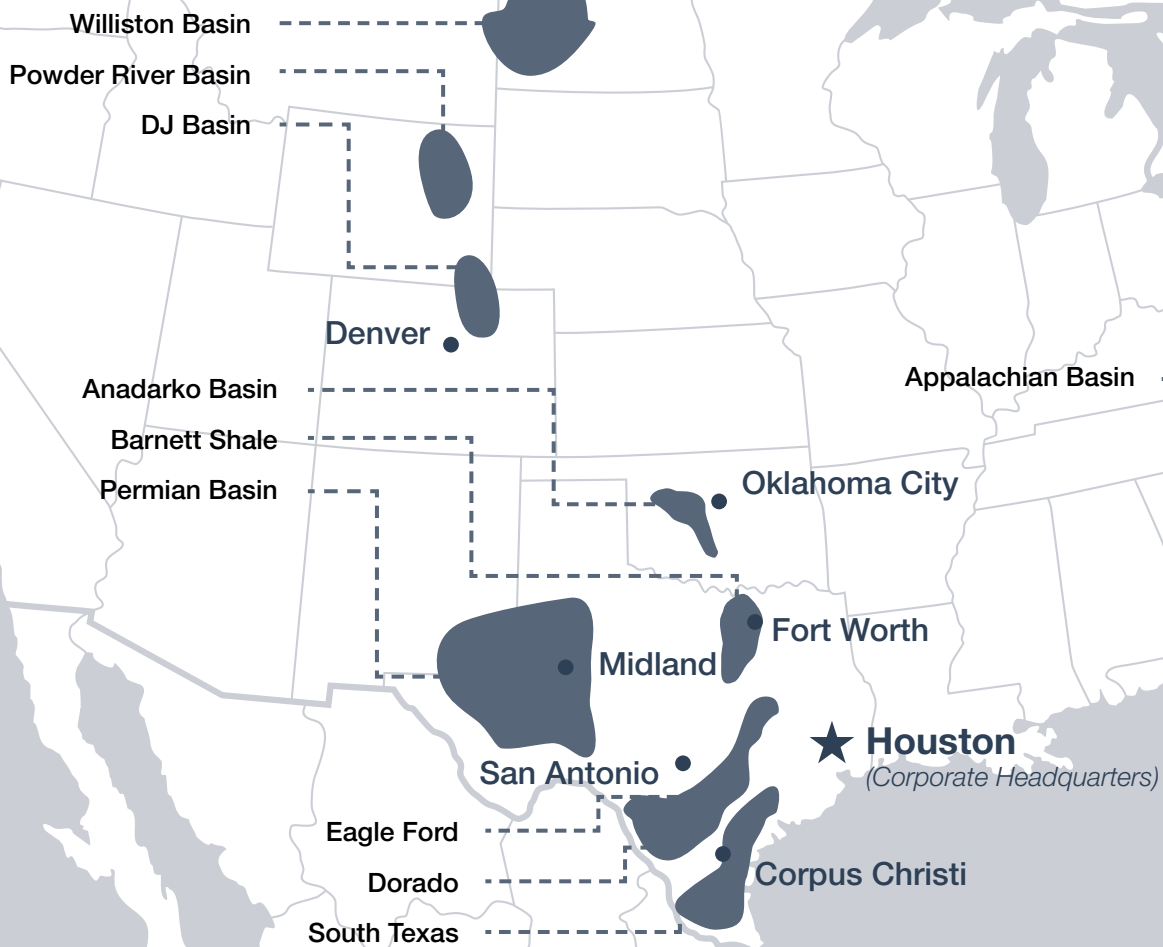 Williston Basin
Powder River Basin
DJ Basin
Denver
Anadarko Basin
Appalachian Basin
Barnett Shale
Permian Basin
Oklahoma City
Fort Worth
Midland
Houston
(Corporate Headquarters)
San Antonio
Eagle Ford
Dorado
Corpus Christi
South Texas